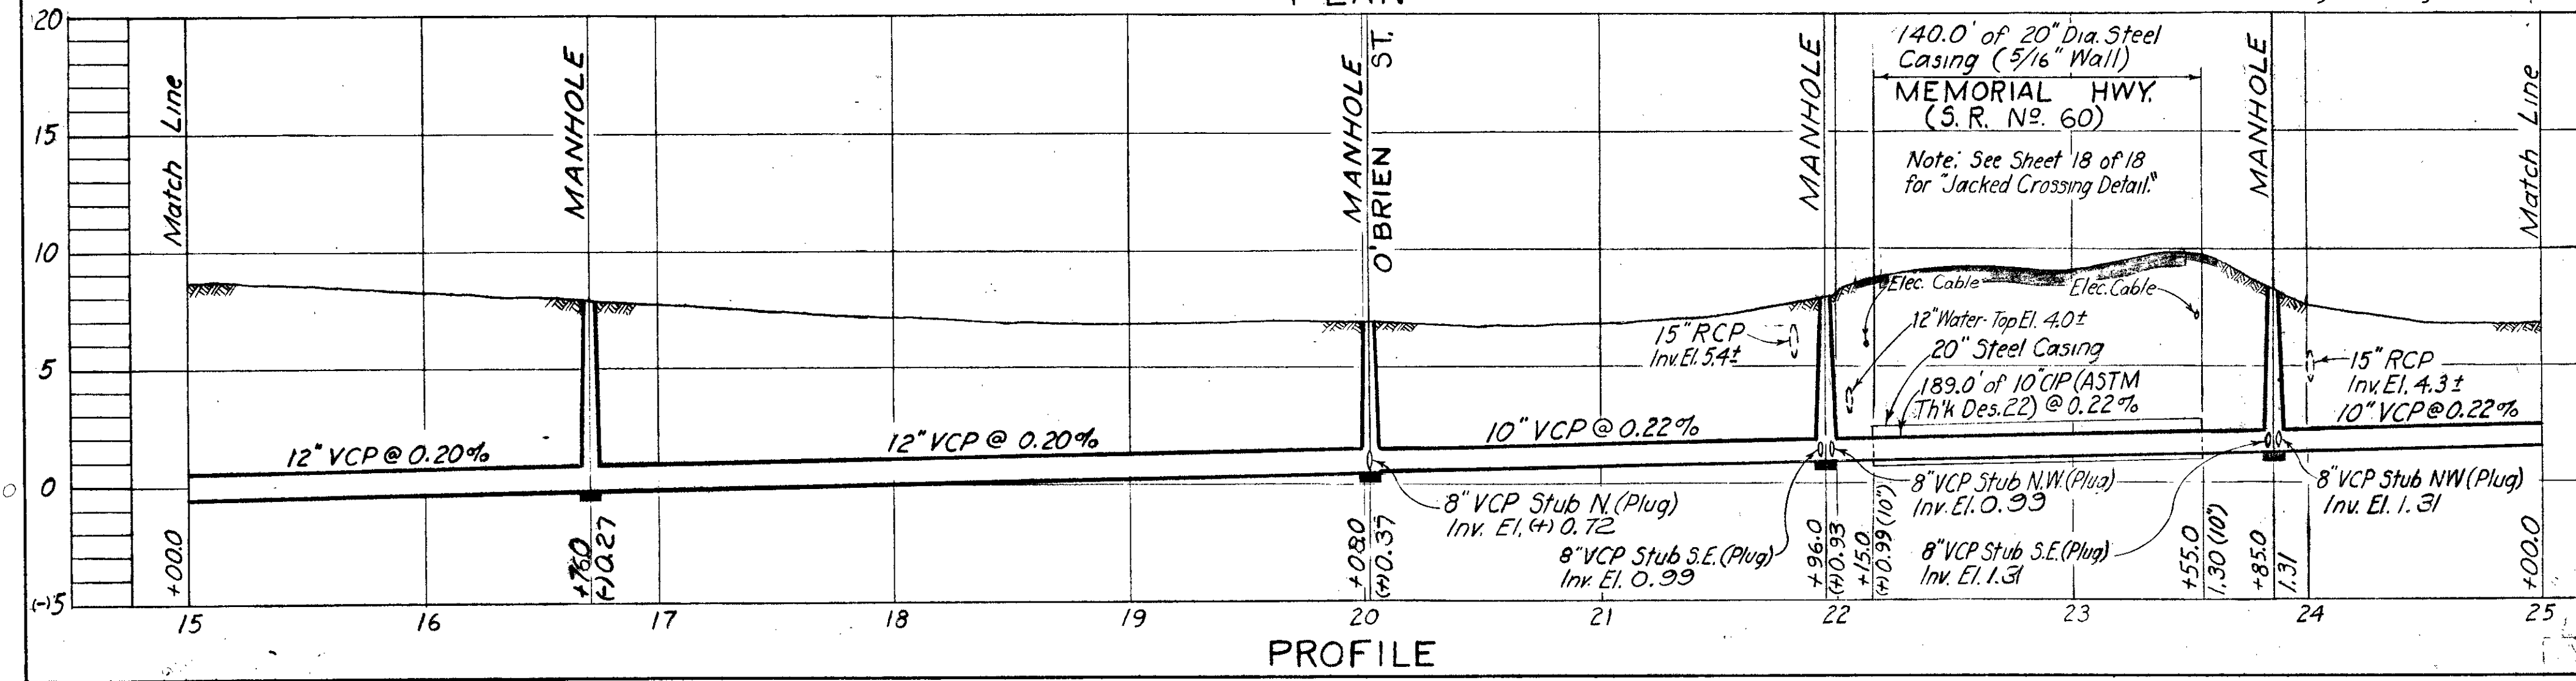 20
15
10
5
0
(-)5
Match Line
MANHOLE
MANHOLE
O'BRIEN ST.
MANHOLE
140.0' of 20" Dia. Steel
Casing (5/16" Wall)
MEMORIAL HWY.
(S. R. Nº. 60)
Note: See Sheet 18 of 18
for "Jacked Crossing Detail."
MANHOLE
Match Line
Elec. Cable
Elec. Cable
15" RCP
Inv. El. 5.4±
12" Water-Top El. 4.0±
20" Steel Casing
189.0' of 10" CIP (ASTM
Th'k Des. 22) @ 0.22%
15" RCP
Inv. El. 4.3±
10" VCP @ 0.22%
12" VCP @ 0.20%
12" VCP @ 0.20%
10" VCP @ 0.22%
8" VCP Stub N. (Plug)
Inv. El. (+) 0.72
8" VCP Stub S.E. (Plug)
Inv. El. 0.99
8" VCP Stub N.W. (Plug)
Inv. El. 0.99
8" VCP Stub S.E. (Plug)
Inv. El. 1.31
8" VCP Stub NW (Plug)
Inv. El. 1.31
+00.0
(-)0.27
+08.0
(+)0.37
+96.0
(+)0.93
+15.0
(+)0.99 (10")
+55.0
1.30 (10")
+85.0
1.31
+00.0
15
16
17
18
19
20
21
22
23
24
25
PROFILE